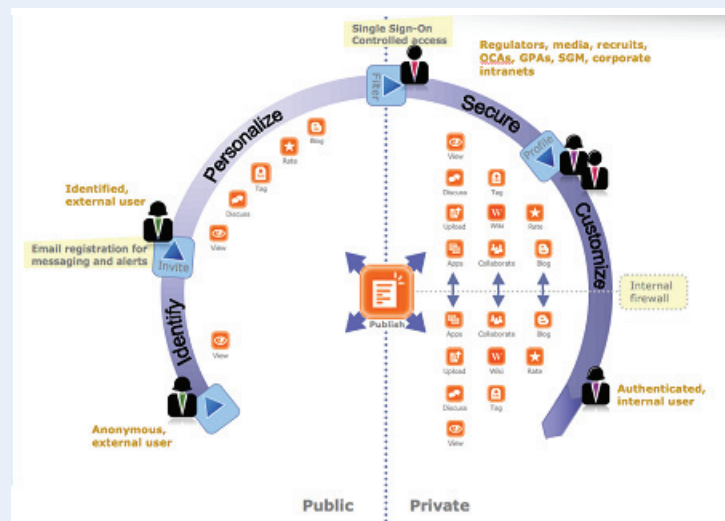 Single Sign-On
Controlled access
Regulators, media, recruits,
OCAs, GPAs, SGM, corporate
intranets
Filter
Secure
Personalize
Profile
Blog
Rate
Tag
Discuss
View
View
Discuss
Tag
Upload
Wiki
Rate
Apps
Collaborate
Blog
Identified,
external user
Email registration for
messaging and alerts
Invite
Customize
Publish
Internal
firewall
Identify
View
Apps
Collaborate
Blog
Upload
Wiki
Rate
Discuss
Tag
View
Anonymous,
external user
Authenticated,
internal user
Public
Private